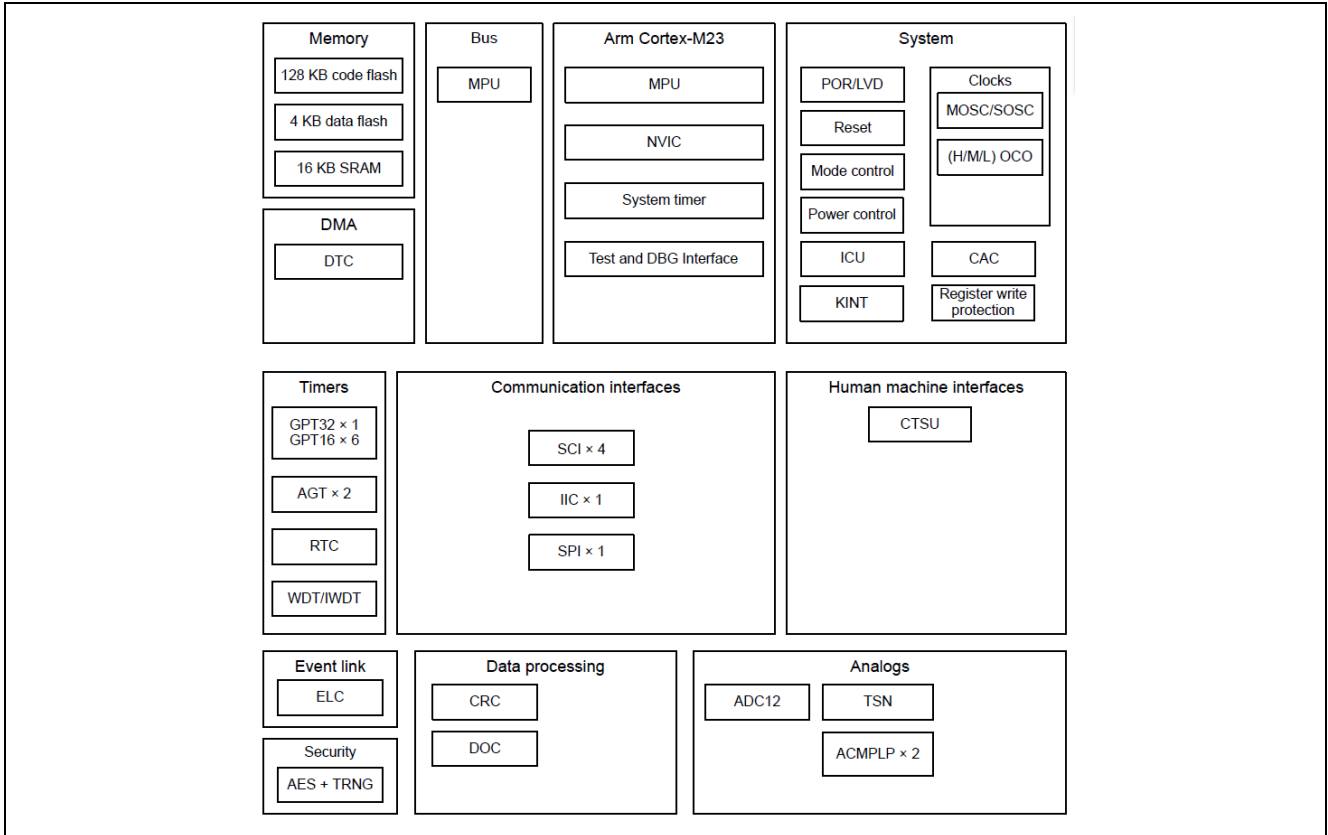 Memory
128 KB code flash
4 KB data flash
16 KB SRAM
DMA
DTC
Bus
MPU
Arm Cortex-M23
MPU
NVIC
System timer
Test and DBG Interface
System
POR/LVD
Reset
Mode control
Power control
ICU
KINT
Clocks
MOSC/SOSC
(H/M/L) OCO
CAC
Register write
protection
Timers
GPT32 × 1
GPT16 × 6
AGT × 2
RTC
WDT/IWDT
Communication interfaces
SCI × 4
IIC × 1
SPI × 1
Human machine interfaces
CTSU
Event link
ELC
Security
AES + TRNG
Data processing
CRC
DOC
Analogs
ADC12
TSN
ACMPLP × 2